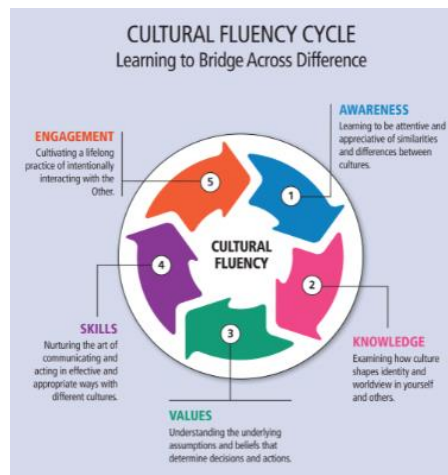 CULTURAL FLUENCY CYCLE
Learning to Bridge Across Difference
AWARENESS
Learning to be attentive and
appreciative of similarities
and differences between
cultures.
ENGAGEMENT
Cultivating a lifelong
practice of intentionally
interacting with the
Other.
5
1
CULTURAL
FLUENCY
4
2
3
SKILLS
Nurturing the art of
communicating and
acting in effective and
appropriate ways with
different cultures.
KNOWLEDGE
Examining how culture
shapes identity and
worldview in yourself
and others.
VALUES
Understanding the underlying
assumptions and beliefs that
determine decisions and actions.